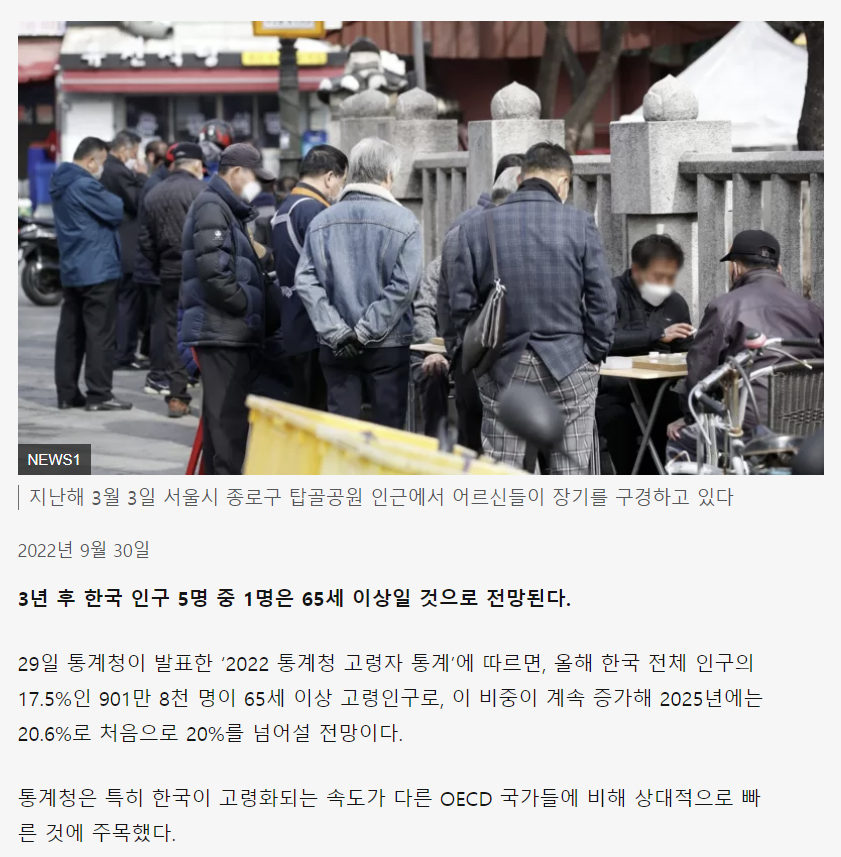 NEWS1
지난해 3월 3일 서울시 종로구 탑골공원 인근에서 어르신들이 장기를 구경하고 있다
2022년 9월 30일
3년 후 한국 인구 5명 중 1명은 65세 이상일 것으로 전망된다.
29일 통계청이 발표한 ‘2022 통계청 고령자 통계’에 따르면, 올해 한국 전체 인구의
17.5%인 901만 8천 명이 65세 이상 고령인구로, 이 비중이 계속 증가해 2025년에는
20.6%로 처음으로 20%를 넘어설 전망이다.
통계청은 특히 한국이 고령화되는 속도가 다른 OECD 국가들에 비해 상대적으로 빠
른 것에 주목했다.